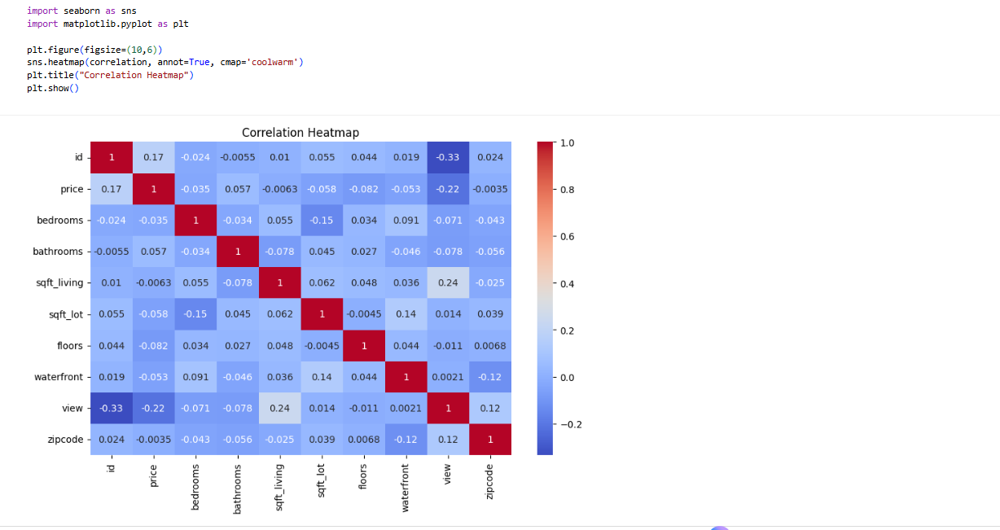 import seaborn as sns
import matplotlib.pyplot as plt
plt.figure(figsize=(10,6))
sns.heatmap(correlation, annot=True, cmap='coolwarm')
plt.title("Correlation Heatmap")
plt.show()
Correlation Heatmap
id 1 0.17 -0.024 -0.0055 0.01 0.055 0.044 0.019 -0.33 0.024
price 0.17 1 -0.035 0.057 -0.0063 -0.058 -0.082 -0.053 -0.22 -0.0035
bedrooms -0.024 -0.035 1 -0.034 0.055 -0.15 0.034 0.091 -0.071 -0.043
bathrooms -0.0055 0.057 -0.034 1 -0.078 0.045 0.027 -0.046 -0.078 -0.056
sqft_living 0.01 -0.0063 0.055 -0.078 1 0.062 0.048 0.036 0.24 -0.025
sqft_lot 0.055 -0.058 -0.15 0.045 0.062 1 -0.0045 0.14 0.014 0.039
floors 0.044 -0.082 0.034 0.027 0.048 -0.0045 1 0.044 -0.011 0.0068
waterfront 0.019 -0.053 0.091 -0.046 0.036 0.14 0.044 1 0.0021 -0.12
view -0.33 -0.22 -0.071 -0.078 0.24 0.014 -0.011 0.0021 1 0.12
zipcode 0.024 -0.0035 -0.043 -0.056 -0.025 0.039 0.0068 -0.12 0.12 1
id price bedrooms bathrooms sqft_living sqft_lot floors waterfront view zipcode
1.0
0.8
0.6
0.4
0.2
0.0
−0.2